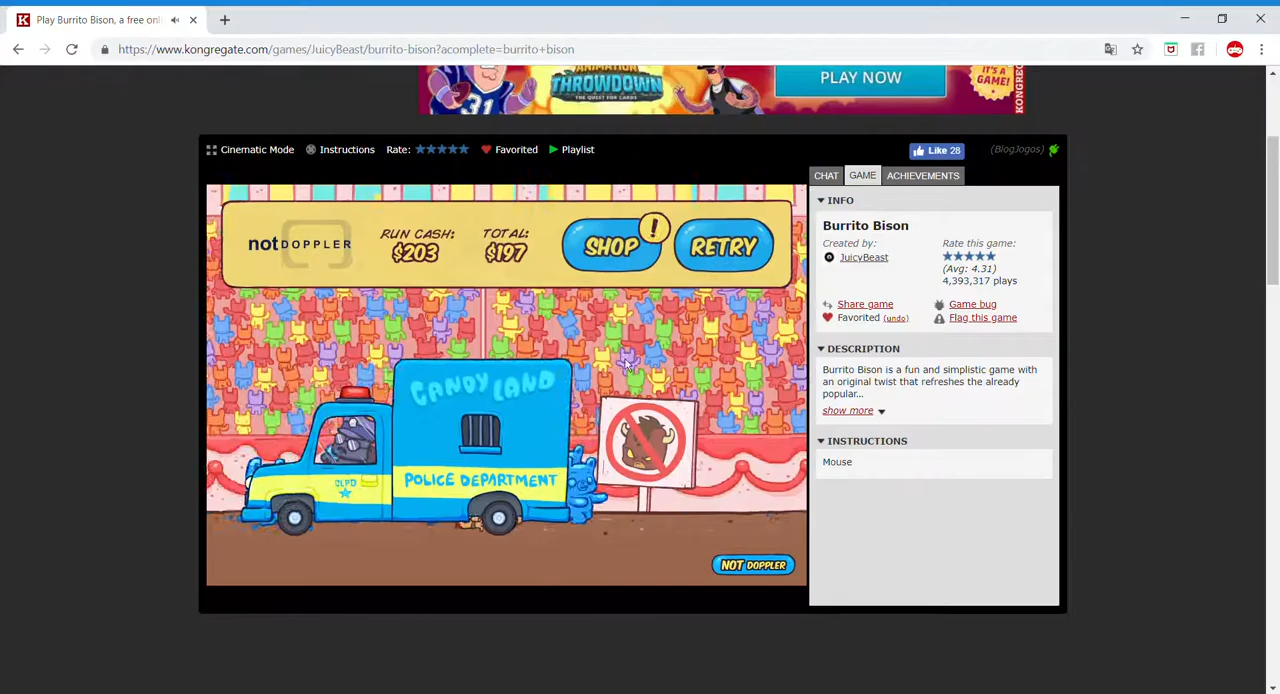 Play Burrito Bison, a free onl
https://www.kongregate.com/games/JuicyBeast/burrito-bison?acomplete=burrito+bison
31
ANIMATION
THROWDOWN
THE QUEST FOR CARDS
PLAY NOW
IT'S A
GAME!
KONGREG
Cinematic Mode Instructions Rate: Favorited Playlist
Like 28
(BlogJogos)
CHAT GAME ACHIEVEMENTS
notDOPPLER
RUN CASH:
$203
TOTAL:
$197
SHOP
!
RETRY
CANDY LAND
CLPD
POLICE DEPARTMENT
NOT DOPPLER
INFO
Burrito Bison
Created by:
JuicyBeast
Rate this game:
(Avg: 4.31)
4,393,317 plays
Share game
Game bug
Favorited (undo)
Flag this game
DESCRIPTION
Burrito Bison is a fun and simplistic game with
an original twist that refreshes the already
popular...
show more
INSTRUCTIONS
Mouse